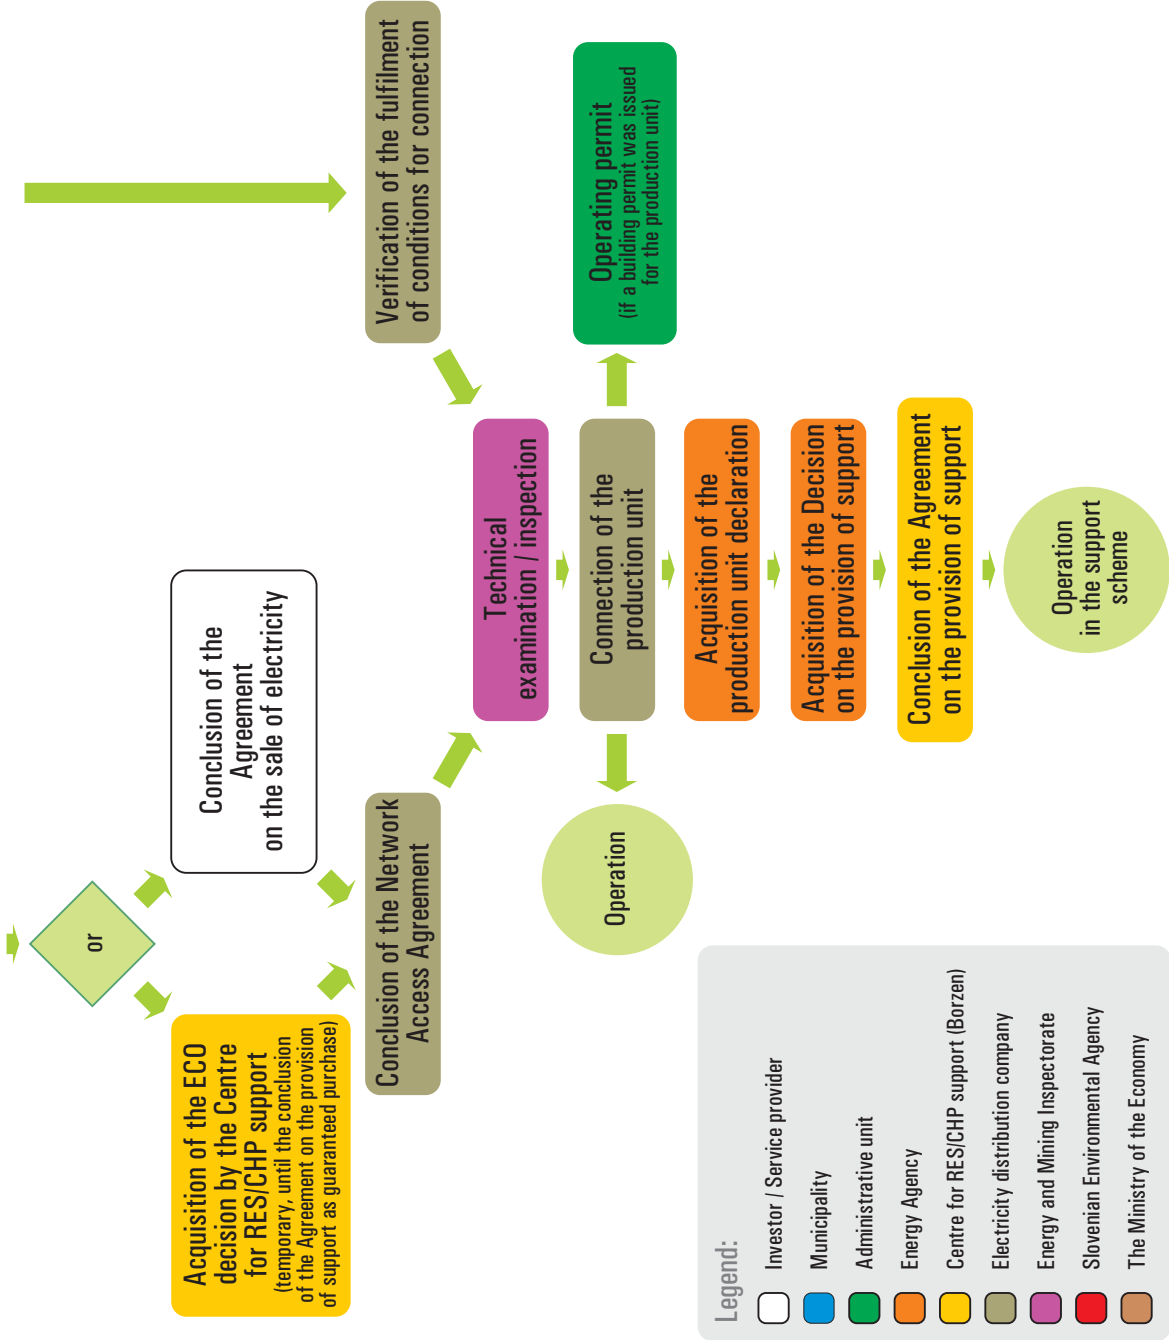 or
Acquisition of the ECO
decision by the Centre
for RES/CHP support
(temporary, until the conclusion
of the Agreement on the provision
of support as guaranteed purchase)
Conclusion of the
Agreement
on the sale of electricity
Conclusion of the Network
Access Agreement
Verification of the fulfilment
of conditions for connection
Technical
examination / inspection
Operation
Connection of the
production unit
Operating permit
(if a building permit was issued
for the production unit)
Acquisition of the
production unit declaration
Acquisition of the Decision
on the provision of support
Conclusion of the Agreement
on the provision of support
Operation
in the support
scheme
Legend:
Investor / Service provider
Municipality
Administrative unit
Energy Agency
Centre for RES/CHP support (Borzen)
Electricity distribution company
Energy and Mining Inspectorate
Slovenian Environmental Agency
The Ministry of the Economy